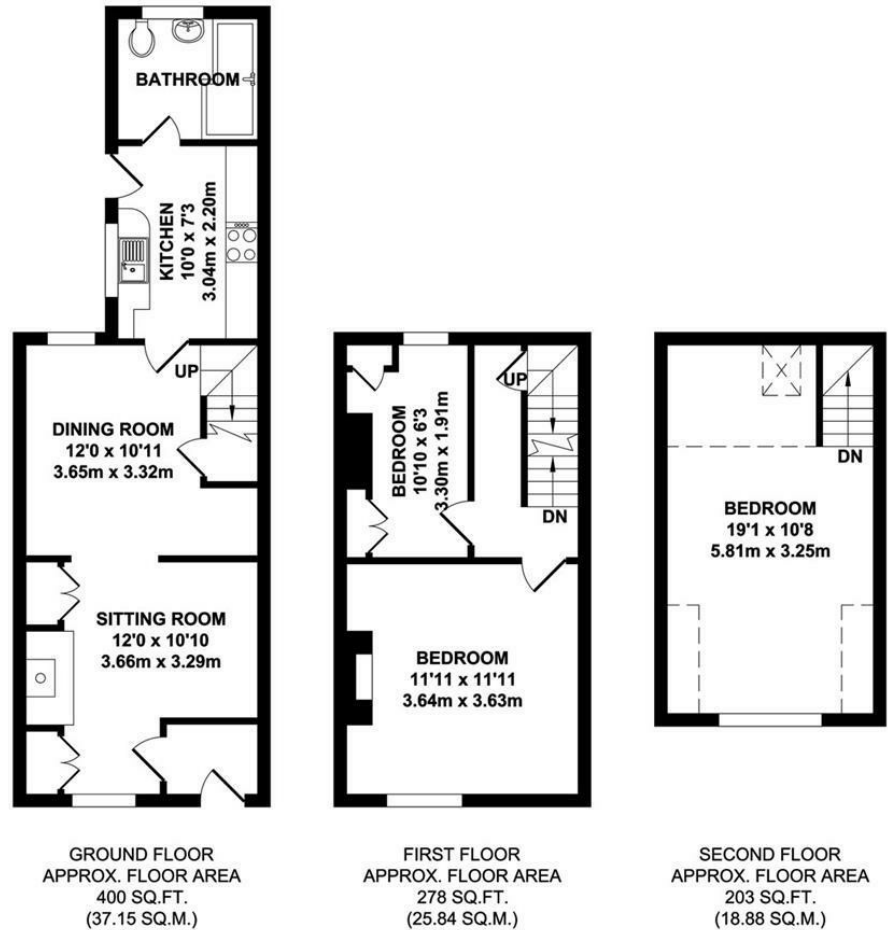 BATHROOM
KITCHEN
10'0 x 7'3
3.04m x 2.20m
UP
DINING ROOM
12'0 x 10'11
3.65m x 3.32m
SITTING ROOM
12'0 x 10'10
3.66m x 3.29m
GROUND FLOOR
APPROX. FLOOR AREA
400 SQ.FT.
(37.15 SQ.M.)
UP
BEDROOM
10'10 x 6'3
3.30m x 1.91m
DN
BEDROOM
11'11 x 11'11
3.64m x 3.63m
FIRST FLOOR
APPROX. FLOOR AREA
278 SQ.FT.
(25.84 SQ.M.)
DN
BEDROOM
19'1 x 10'8
5.81m x 3.25m
SECOND FLOOR
APPROX. FLOOR AREA
203 SQ.FT.
(18.88 SQ.M.)